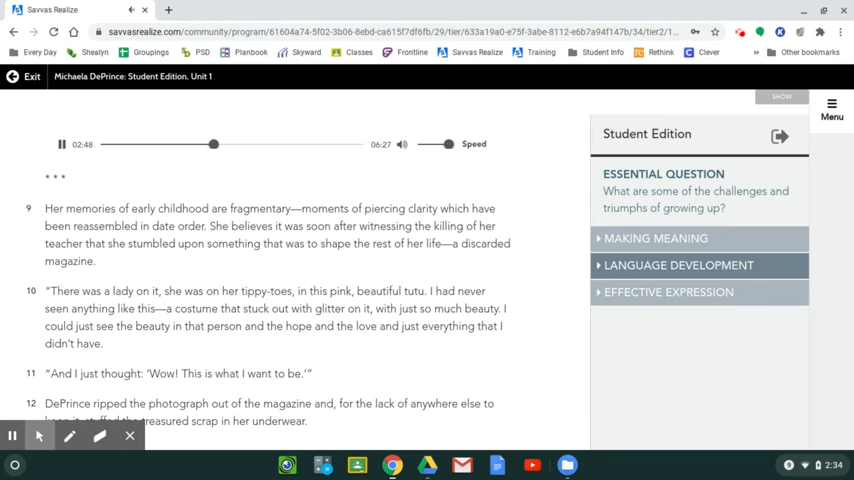 Savvas Realize
savvasrealize.com/community/program/61604a74-5f02-3b06-8ebd-ca615f7df6fb/29/tier/633a19a0-e75f-3abe-8112-e6b7a94f147b/34/tier2/1...
Every Day
Shealyn
Groupings
PSD
Planbook
Skyward
Classes
Frontline
Savvas Realize
Training
Student Info
Rethink
Clever
»
Other bookmarks
Exit
Michaela DePrince: Student Edition, Unit 1
SHOW
Menu
02:48
06:27
Speed
* * *
9 Her memories of early childhood are fragmentary—moments of piercing clarity which have
been reassembled in date order. She believes it was soon after witnessing the killing of her
teacher that she stumbled upon something that was to shape the rest of her life—a discarded
magazine.
10 “There was a lady on it, she was on her tippy-toes, in this pink, beautiful tutu. I had never
seen anything like this—a costume that stuck out with glitter on it, with just so much beauty. I
could just see the beauty in that person and the hope and the love and just everything that I
didn’t have.
11 “And I just thought: ‘Wow! This is what I want to be.’”
12 DePrince ripped the photograph out of the magazine and, for the lack of anywhere else to
keep it, stuffed the treasured scrap in her underwear.
Student Edition
ESSENTIAL QUESTION
What are some of the challenges and
triumphs of growing up?
MAKING MEANING
LANGUAGE DEVELOPMENT
EFFECTIVE EXPRESSION
9
2:34